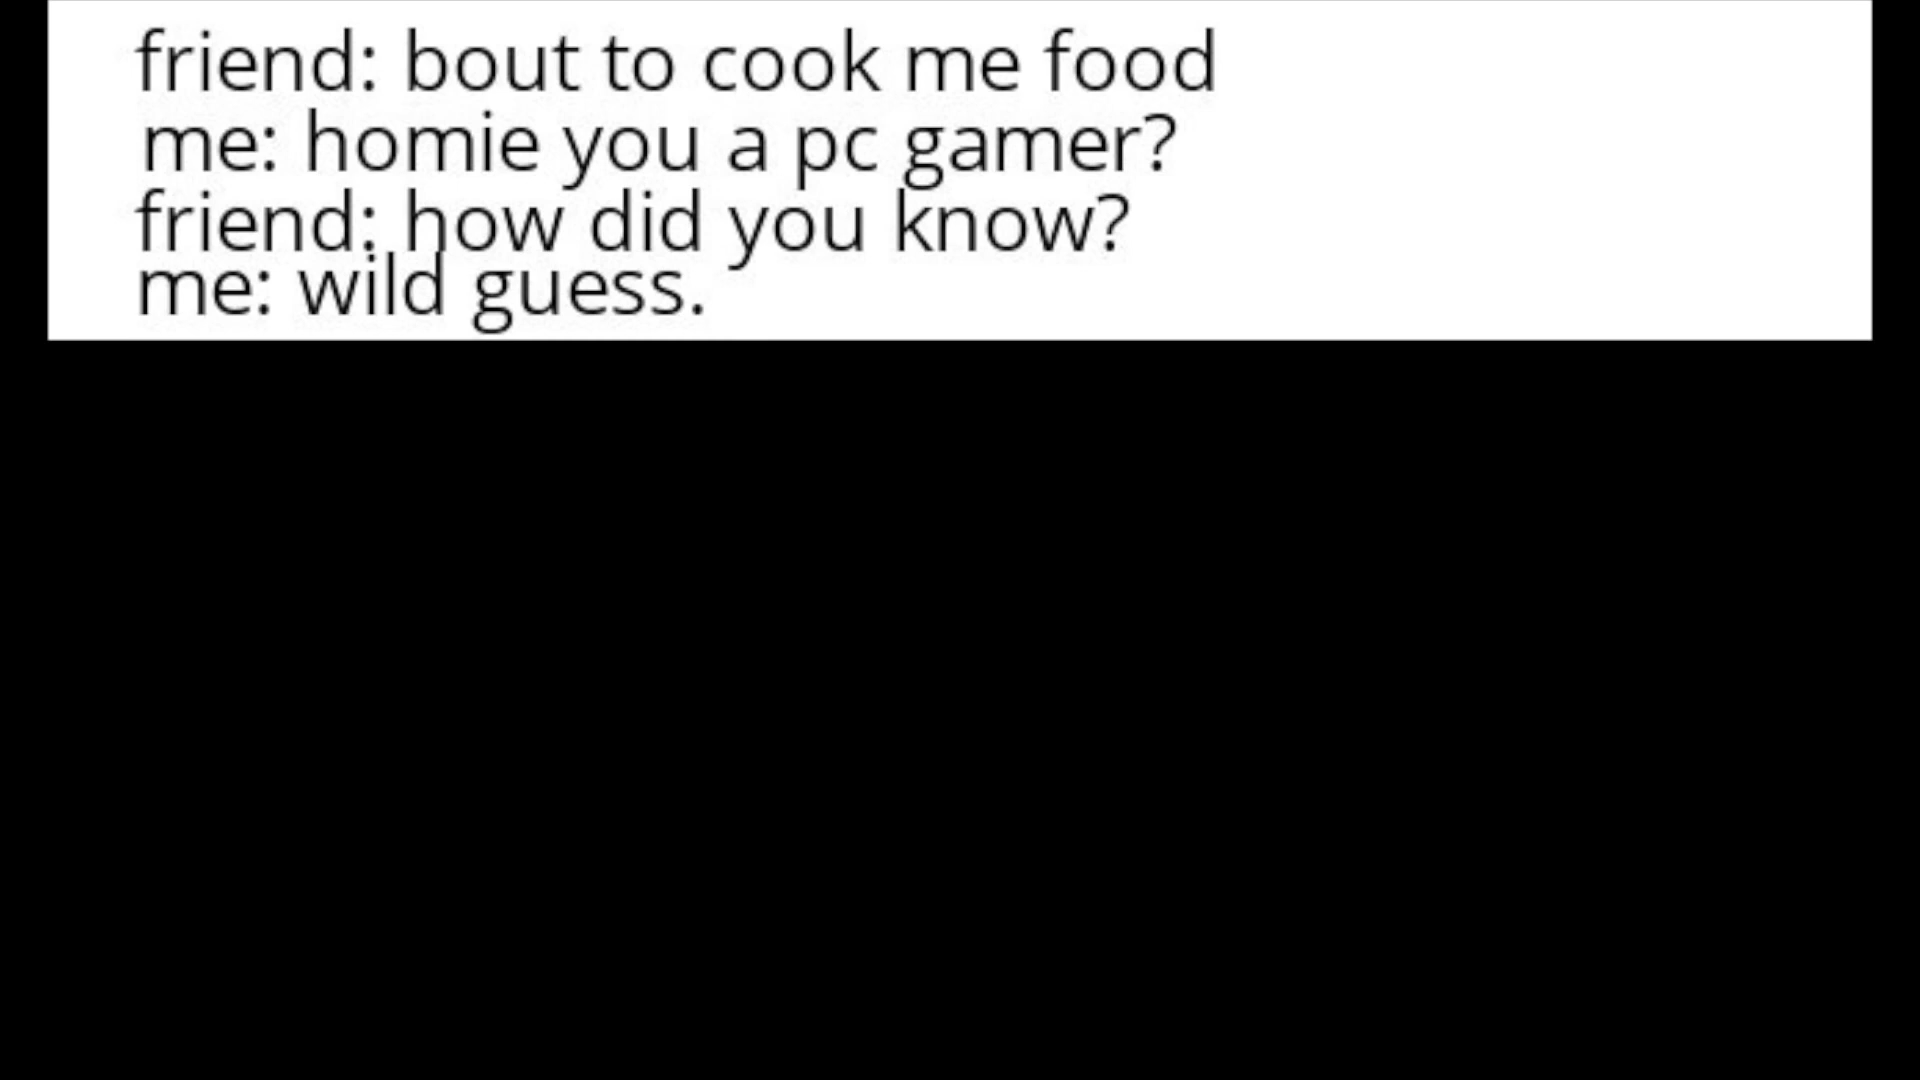 friend: bout to cook me food
me: homie you a pc gamer?
friend: how did you know?
me: wild guess.